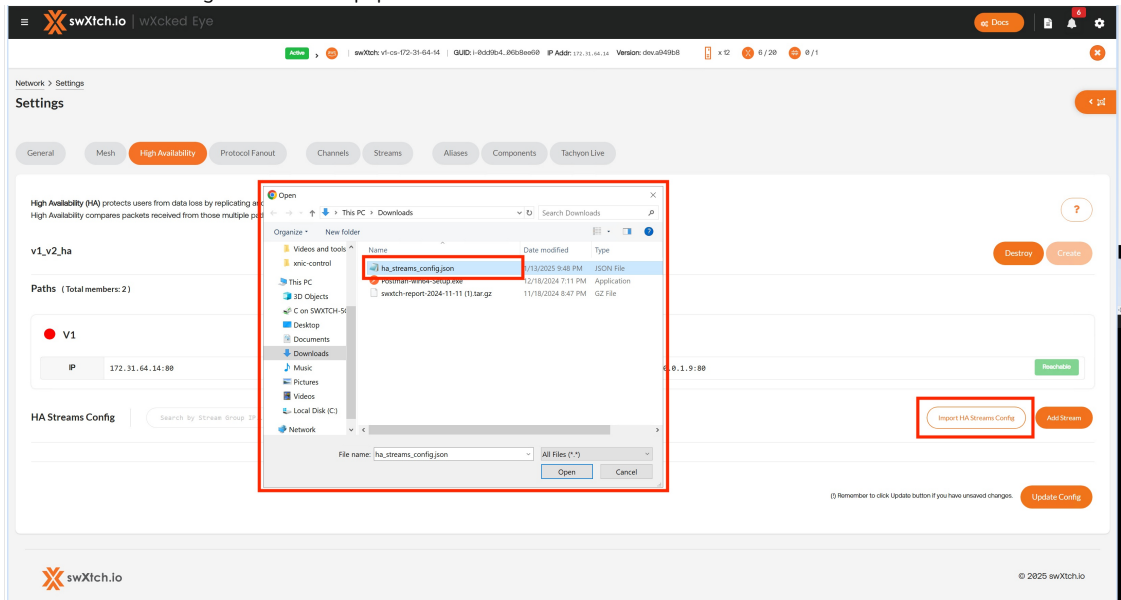 swXtch.io | wXcked Eye
Docs
6
Active
aws
swXtch: v1-cs-172-31-64-14 | GUID: i-0dd9b4..06b8ee60 IP Addr: 172.31.64.14 Version: dev.a949b8
x 12
6 / 20
0 / 1
Network > Settings
Settings
General Mesh High Availability Protocol Fanout Channels Streams Aliases Components Tachyon Live
High Availability (HA) protects users from data loss by replicating
High Availability compares packets received from those multiple
?
v1_v2_ha
Destroy Create
Paths (Total members: 2)
V1
IP 172.31.64.14:80
.0.1.9:80
Reachable
HA Streams Config
Search by Stream Group IP
Import HA Streams Config
Add Stream
(!) Remember to click Update button if you have unsaved changes.
Update Config
Open
This PC > Downloads
Search Downloads
Organize New folder
Videos and tools
xnic-control
This PC
3D Objects
C on SWXTCH-50
Desktop
Documents
Downloads
Music
Pictures
Videos
Local Disk (C:)
Network
Name Date modified Type
ha_streams_config.json 1/13/2025 9:48 PM JSON File
Postman-win64-Setup.exe 12/18/2024 7:11 PM Application
swxtch-report-2024-11-11 (1).tar.gz 11/18/2024 8:47 PM GZ File
File name: ha_streams_config.json
All Files (*.*)
Open Cancel
swXtch.io
© 2025 swXtch.io